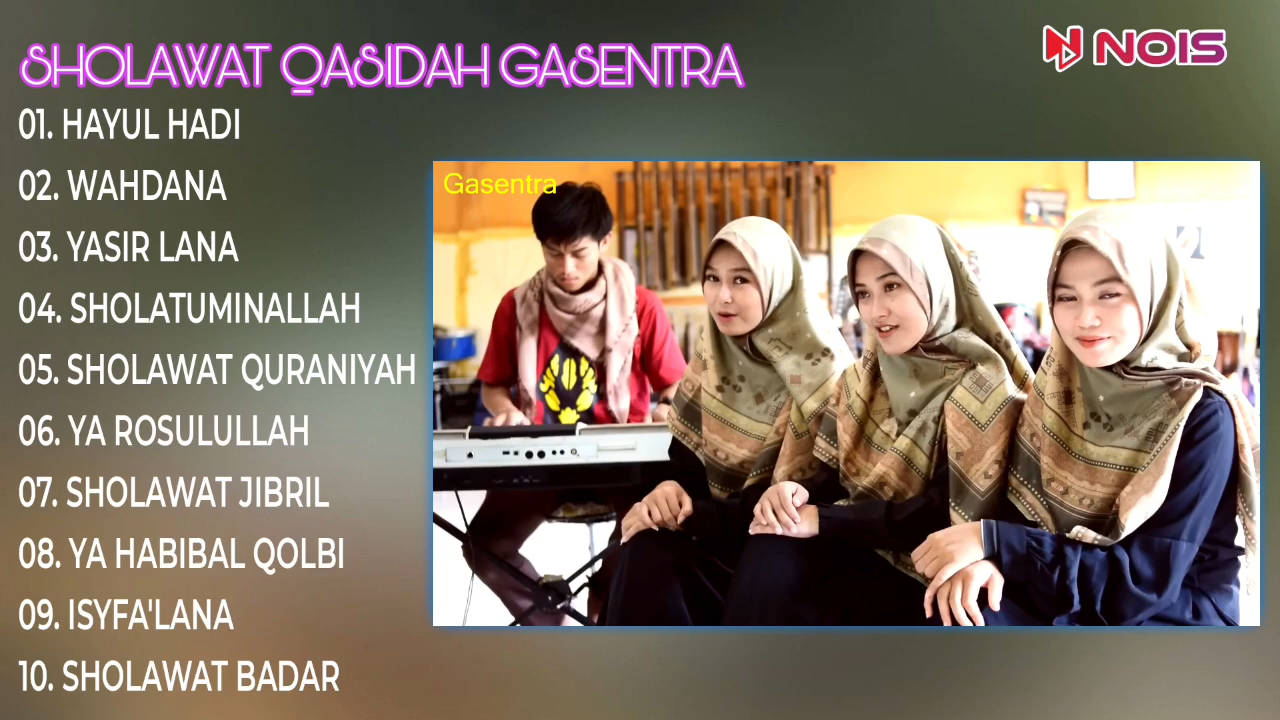 SHOLAWAT QASIDAH GASENTRA
NOIS
01. HAYUL HADI
02. WAHDANA
03. YASIR LANA
04. SHOLATUMINALLAH
05. SHOLAWAT QURANIYAH
06. YA ROSULULLAH
07. SHOLAWAT JIBRIL
08. YA HABIBAL QOLBI
09. ISYFA'LANA
10. SHOLAWAT BADAR
Gasentra